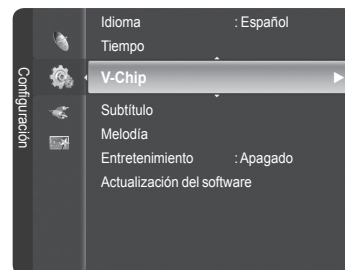 Configuración
Idioma : Español
Tiempo
V-Chip
Subtítulo
Melodía
Entretenimiento : Apagado
Actualización del software